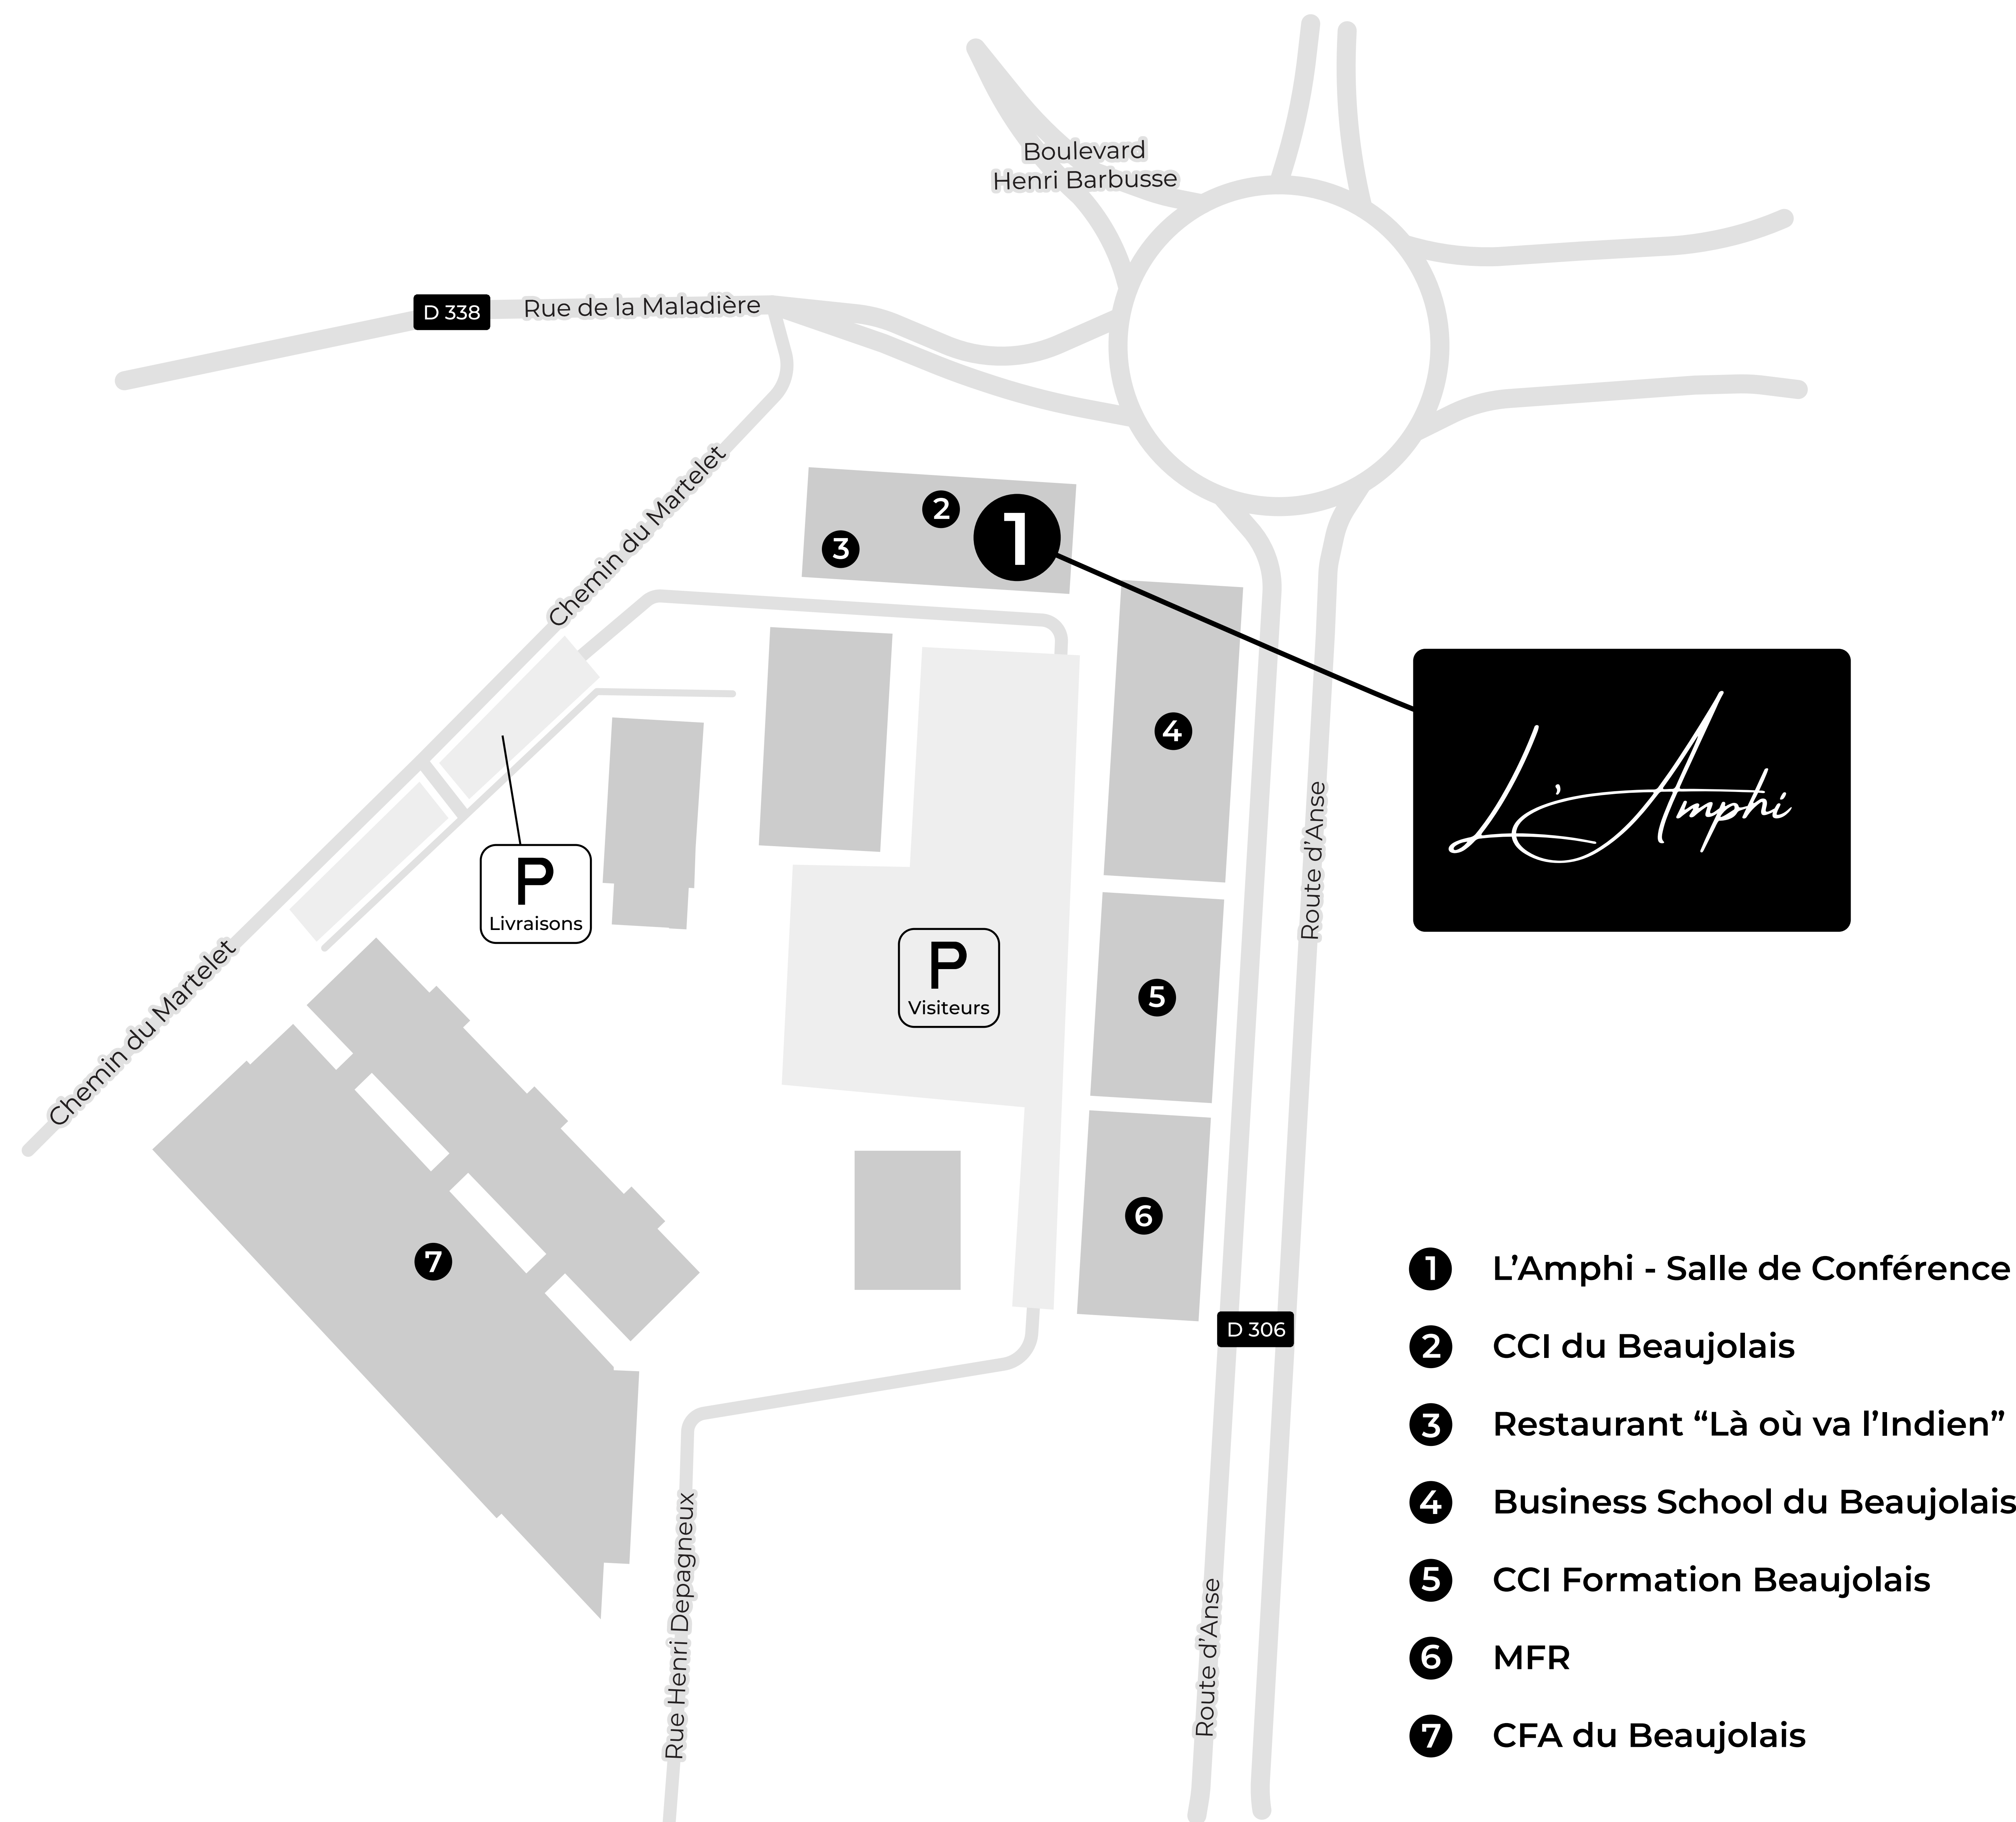 Boulevard
Henri Barbusse
D 338
Rue de la Maladière
Chemin du Martelet
2
1
3
4
L'Amphi
Route d'Anse
P
Livraisons
P
Visiteurs
5
Chemin du Martelet
6
7
D 306
Rue Henri Depagneux
Route d'Anse
1 L'Amphi - Salle de Conférence
2 CCI du Beaujolais
3 Restaurant “Là où va l'Indien”
4 Business School du Beaujolais
5 CCI Formation Beaujolais
6 MFR
7 CFA du Beaujolais